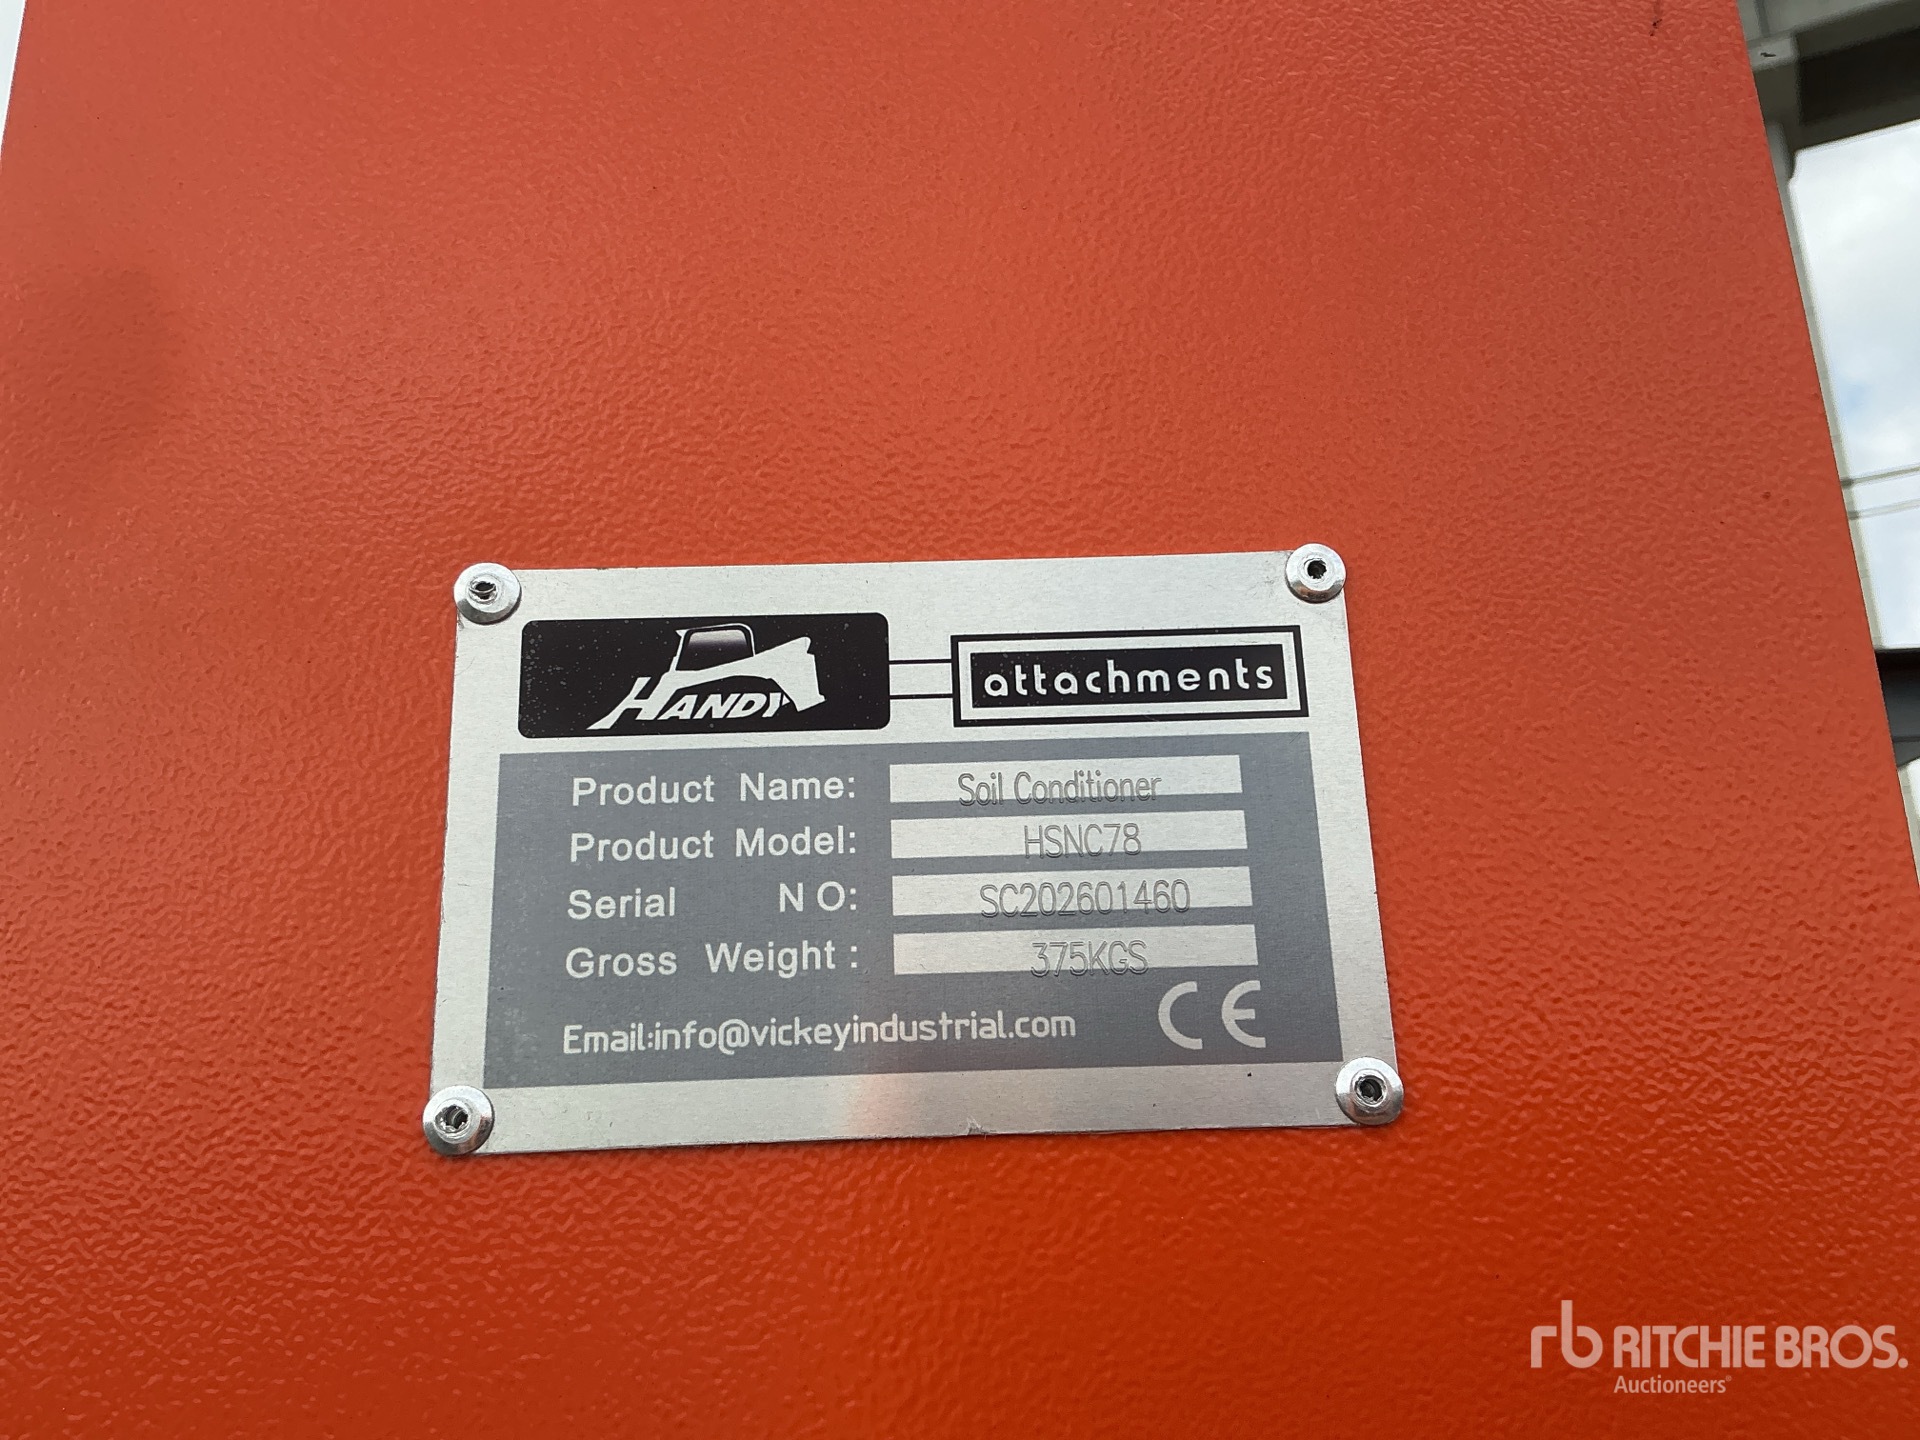 HANDY attachments
Product Name: Soil Conditioner
Product Model: HSNC78
Serial NO: SC202601460
Gross Weight: 375KGS
Email:info@vickeyindustrial.com CE
rb RITCHIE BROS.
Auctioneers®